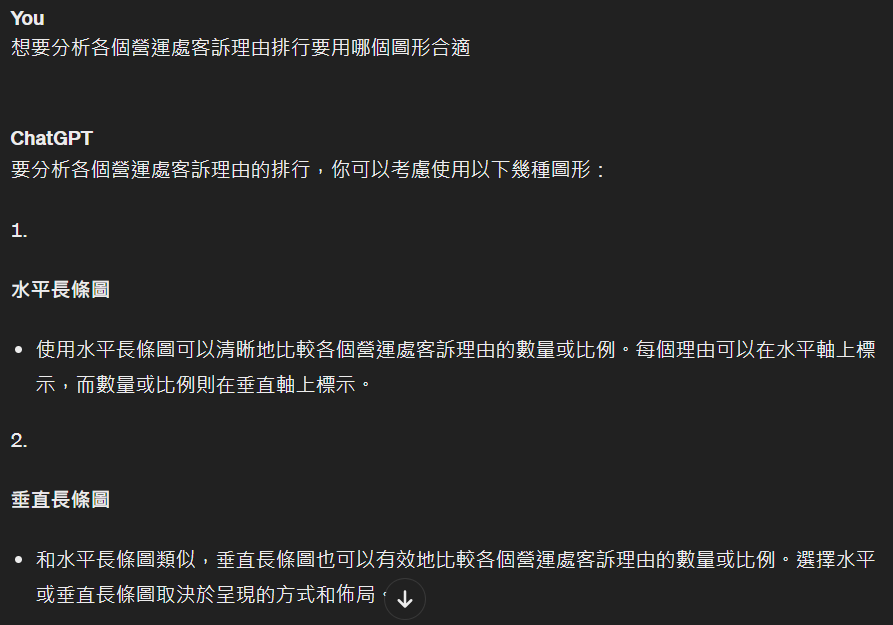 You
想要分析各個營運處客訴理由排行要用哪個圖形合適
ChatGPT
要分析各個營運處客訴理由的排行，你可以考慮使用以下幾種圖形：
1.
水平長條圖
• 使用水平長條圖可以清晰地比較各個營運處客訴理由的數量或比例。每個理由可以在水平軸上標
示，而數量或比例則在垂直軸上標示。
2.
垂直長條圖
• 和水平長條圖類似，垂直長條圖也可以有效地比較各個營運處客訴理由的數量或比例。選擇水平
或垂直長條圖取決於呈現的方式和佈局。